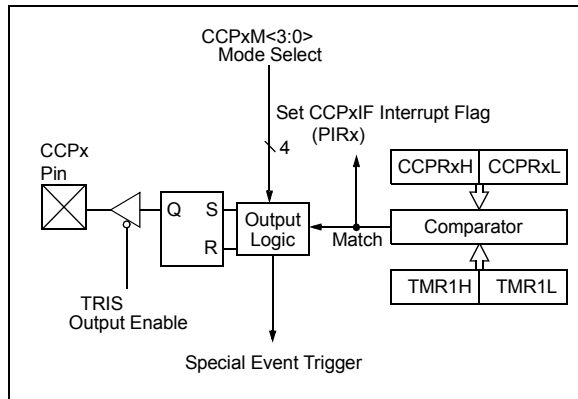 CCPxM<3:0>
Mode Select
Set CCPxIF Interrupt Flag
(PIRx)
4
CCPx
Pin
CCPRxH CCPRxL
Q S
R
Output
Logic
Match
Comparator
TRIS
Output Enable
TMR1H TMR1L
Special Event Trigger